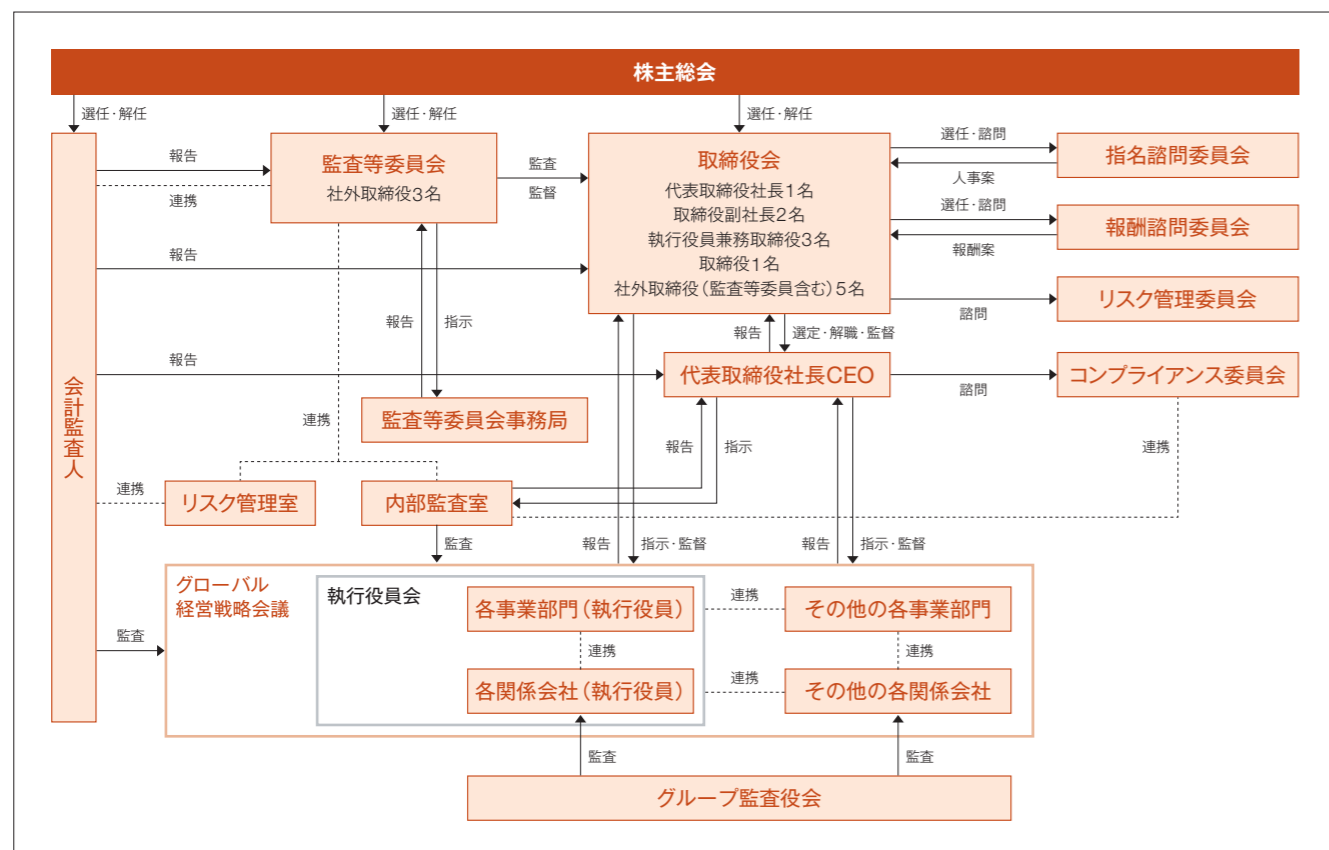 株主総会
選任・解任
選任・解任
選任・解任
会計監査人
報告
連携
監査等委員会
社外取締役3名
監査
監督
取締役会
代表取締役社長1名
取締役副社長2名
執行役員兼務取締役3名
取締役1名
社外取締役（監査等委員含む）5名
選任・諮問
人事案
指名諮問委員会
選任・諮問
報酬案
報酬諮問委員会
報告
諮問
リスク管理委員会
報告
指示
報告
選定・解職・監督
報告
代表取締役社長CEO
諮問
コンプライアンス委員会
監査等委員会事務局
連携
報告
指示
連携
連携
リスク管理室
内部監査室
監査
報告
指示・監督
報告
指示・監督
グローバル
経営戦略会議
執行役員会
各事業部門（執行役員）
連携
その他の各事業部門
監査
連携
連携
各関係会社（執行役員）
連携
その他の各関係会社
監査
監査
グループ監査役会